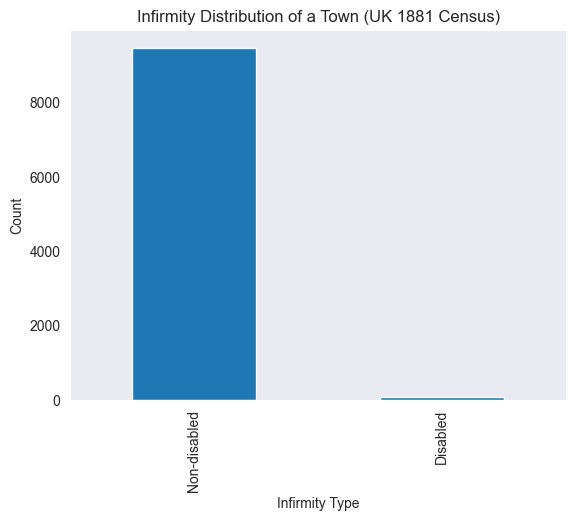 Infirmity Distribution of a Town (UK 1881 Census)
Count
8000
6000
4000
2000
0
Non-disabled
Disabled
Infirmity Type